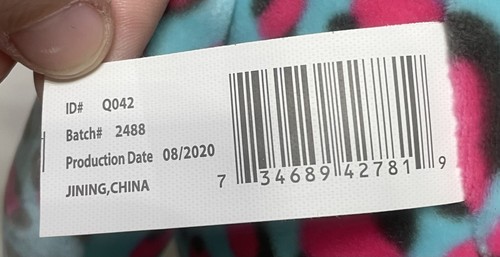 ID# Q042
Batch# 2488
Production Date 08/2020
JINING,CHINA
7 34689 42781 9